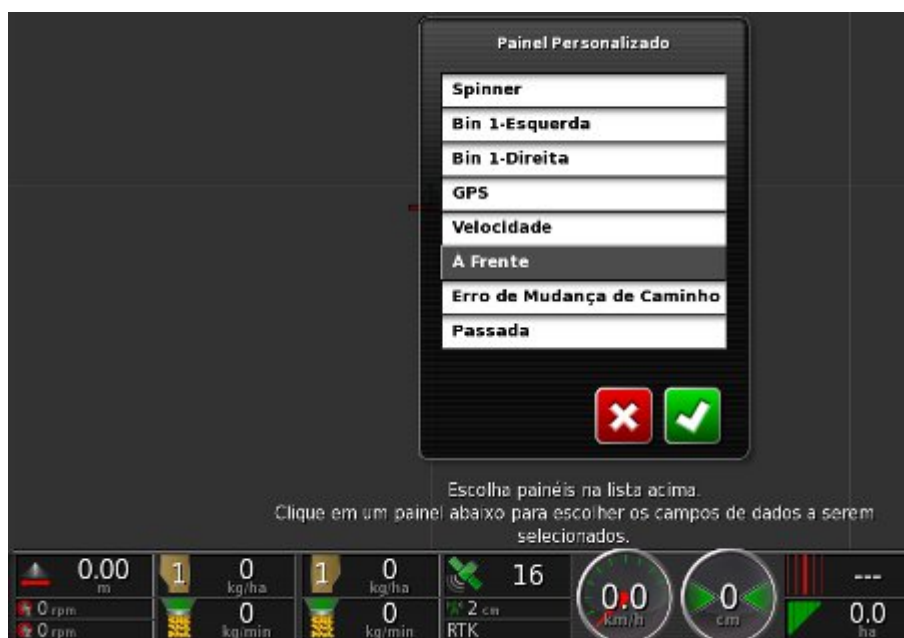 Painel Personalizado
Spinner
Bin 1-Esquerda
Bin 1-Direita
GPS
Velocidade
À Frente
Erro de Mudança de Caminho
Passada
Escolha painéis na lista acima.
Clique em um painel abaixo para escolher os campos de dados a serem
selecionados.
0.00
m
0 rpm
0 rpm
1
0
kg/ha
0
kg/min
1
0
kg/ha
0
kg/min
16
2 cm
RTK
0.0
km/h
0
cm
---
0.0
ha